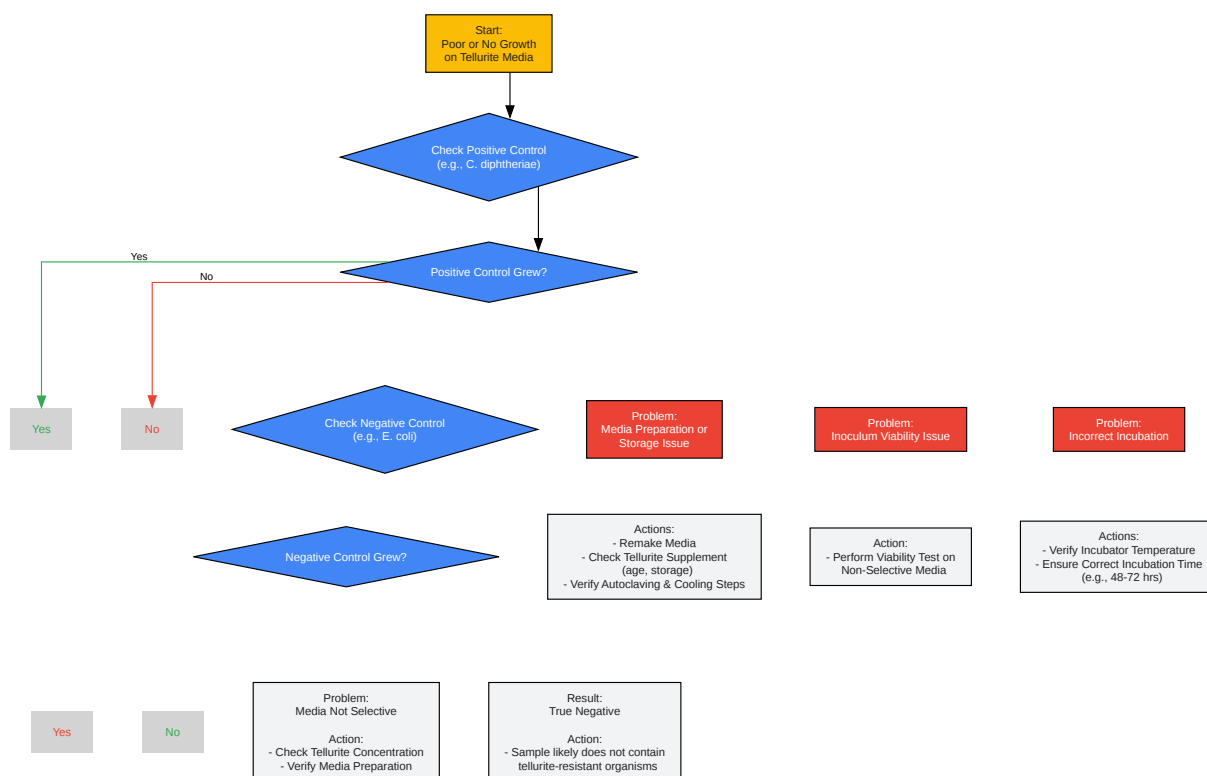 Start:
Poor or No Growth
on Tellurite Media
Check Positive Control
(e.g., C. diphtheriae)
Yes
No
Positive Control Grew?
Yes
No
Check Negative Control
(e.g., E. coli)
Problem:
Media Preparation or
Storage Issue
Problem:
Inoculum Viability Issue
Problem:
Incorrect Incubation
Negative Control Grew?
Actions:
- Remake Media
- Check Tellurite Supplement
(age, storage)
- Verify Autoclaving & Cooling Steps
Action:
- Perform Viability Test on
Non-Selective Media
Actions:
- Verify Incubator Temperature
- Ensure Correct Incubation Time
(e.g., 48-72 hrs)
Yes
No
Problem:
Media Not Selective
Action:
- Check Tellurite Concentration
- Verify Media Preparation
Result:
True Negative
Action:
- Sample likely does not contain
tellurite-resistant organisms